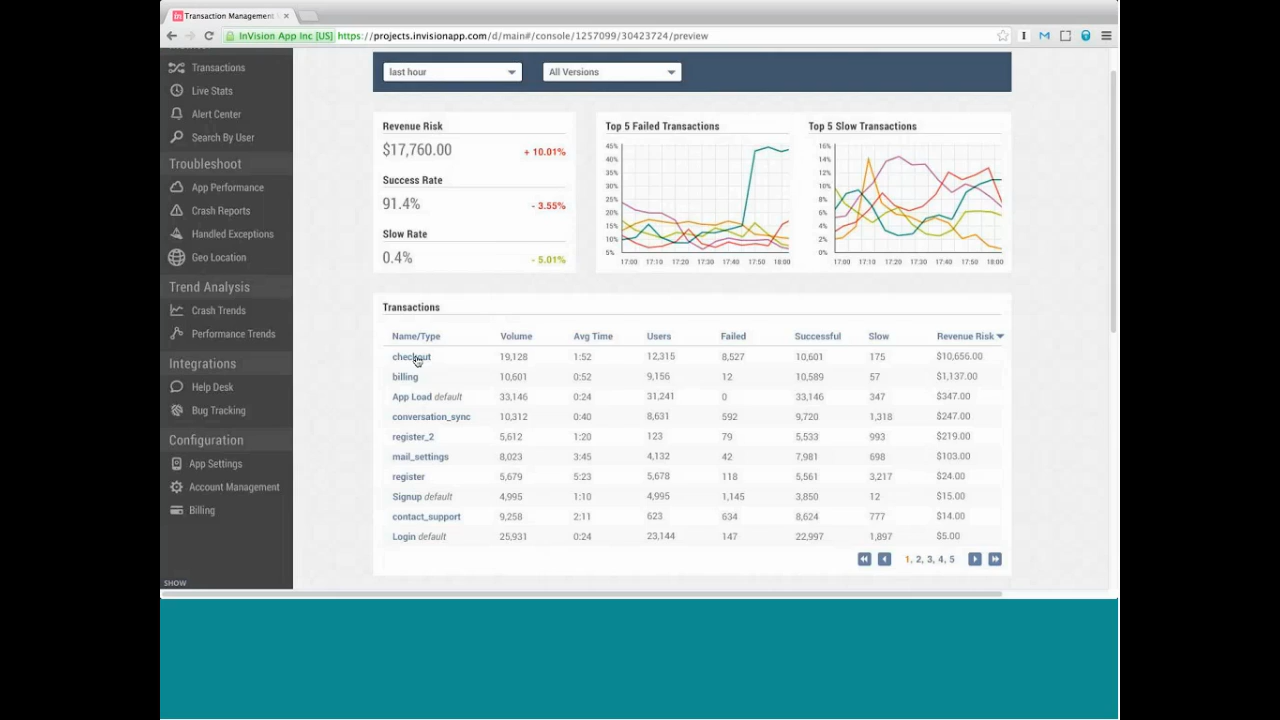 Transaction Management
InVision App Inc [US] https://projects.invisionapp.com/d/main#/console/1257099/30423724/preview
Transactions
Live Stats
Alert Center
Search By User
Troubleshoot
App Performance
Crash Reports
Handled Exceptions
Geo Location
Trend Analysis
Crash Trends
Performance Trends
Integrations
Help Desk
Bug Tracking
Configuration
App Settings
Account Management
Billing
SHOW
last hour All Versions
Revenue Risk
$17,760.00 + 10.01%
Success Rate
91.4% - 3.55%
Slow Rate
0.4% - 5.01%
Top 5 Failed Transactions
45%
40%
35%
30%
25%
20%
15%
10%
5%
17:00 17:10 17:20 17:30 17:40 17:50 18:00
Top 5 Slow Transactions
16%
14%
12%
10%
8%
6%
4%
2%
0%
17:00 17:10 17:20 17:30 17:40 17:50 18:00
Transactions
Name/Type Volume Avg Time Users Failed Successful Slow Revenue Risk
checkout 19,128 1:52 12,315 8,527 10,601 175 $10,656.00
billing 10,601 0:52 9,156 12 10,589 57 $1,137.00
App Load default 33,146 0:24 31,241 0 33,146 347 $347.00
conversation_sync 10,312 0:40 8,631 592 9,720 1,318 $247.00
register_2 5,612 1:20 123 79 5,533 993 $219.00
mail_settings 8,023 3:45 4,132 42 7,981 698 $103.00
register 5,679 5:23 5,678 118 5,561 3,217 $24.00
Signup default 4,995 1:10 4,995 1,145 3,850 12 $15.00
contact_support 9,258 2:11 623 634 8,624 777 $14.00
Login default 25,931 0:24 23,144 147 22,997 1,897 $5.00
1, 2, 3, 4, 5